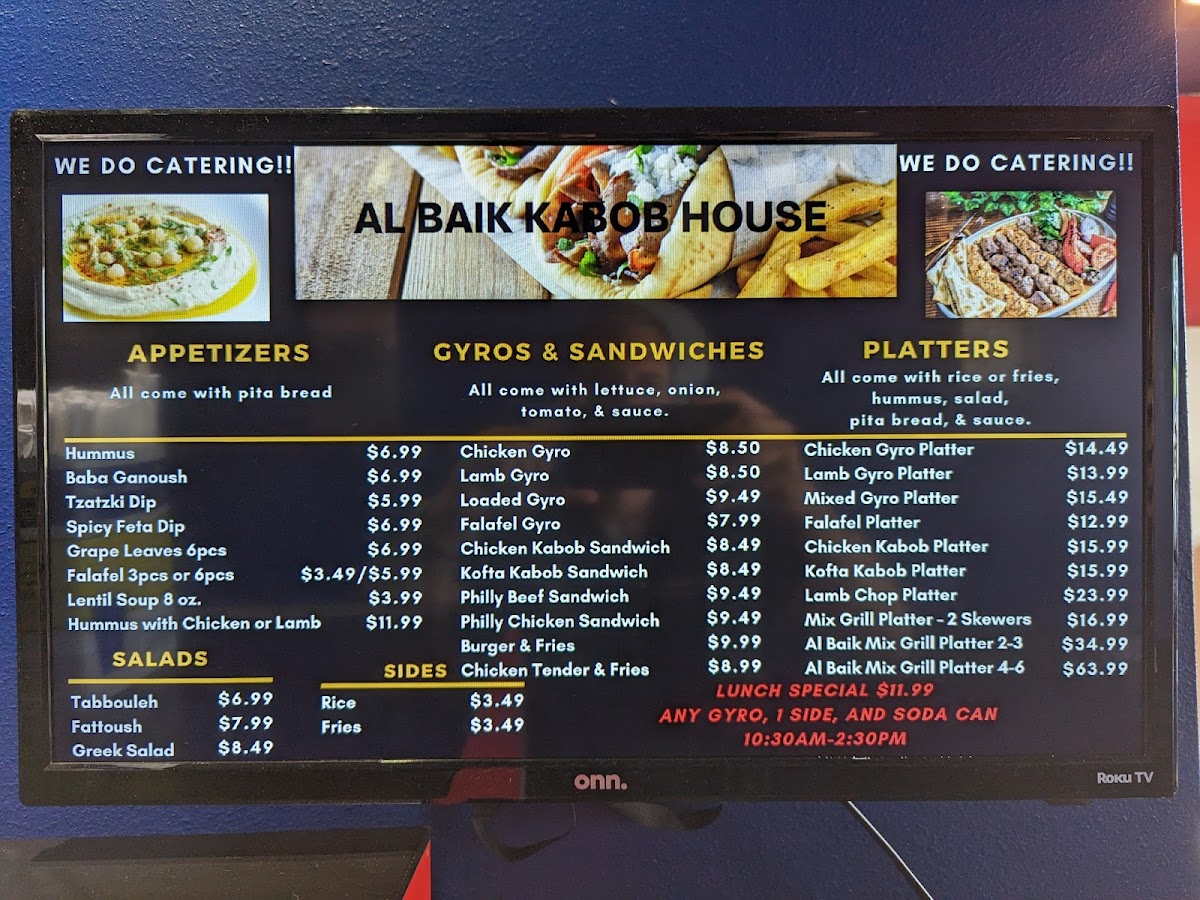 WE DO CATERING!!
AL BAIK KABOB HOUSE
WE DO CATERING!!
APPETIZERS
All come with pita bread
Hummus $6.99
Baba Ganoush $6.99
Tzatzki Dip $5.99
Spicy Feta Dip $6.99
Grape Leaves 6pcs $6.99
Falafel 3pcs or 6pcs $3.49/$5.99
Lentil Soup 8 oz. $3.99
Hummus with Chicken or Lamb $11.99
SALADS
Tabbouleh $6.99
Fattoush $7.99
Greek Salad $8.49
SIDES
Rice $3.49
Fries $3.49
GYROS & SANDWICHES
All come with lettuce, onion,
tomato, & sauce.
Chicken Gyro $8.50
Lamb Gyro $8.50
Loaded Gyro $9.49
Falafel Gyro $7.99
Chicken Kabob Sandwich $8.49
Kofta Kabob Sandwich $8.49
Philly Beef Sandwich $9.49
Philly Chicken Sandwich $9.49
Burger & Fries $9.99
Chicken Tender & Fries $8.99
PLATTERS
All come with rice or fries,
hummus, salad,
pita bread, & sauce.
Chicken Gyro Platter $14.49
Lamb Gyro Platter $13.99
Mixed Gyro Platter $15.49
Falafel Platter $12.99
Chicken Kabob Platter $15.99
Kofta Kabob Platter $15.99
Lamb Chop Platter $23.99
Mix Grill Platter - 2 Skewers $16.99
Al Baik Mix Grill Platter 2-3 $34.99
Al Baik Mix Grill Platter 4-6 $63.99
LUNCH SPECIAL $11.99
ANY GYRO, 1 SIDE, AND SODA CAN
10:30AM-2:30PM
onn.
Roku TV